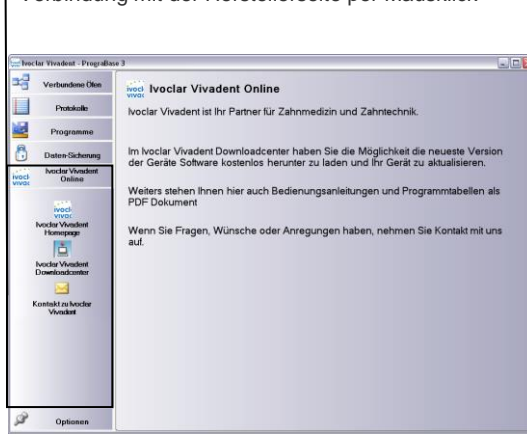 Verbindung mit der Herstellerseite per Mausklick
Ivoclar Vivadent - PrograBase 3
Verbundene Öfen
Protokolle
Programme
Daten-Sicherung
Ivoclar Vivadent
Online
Ivoclar Vivadent
Homepage
Ivoclar Vivadent
Downloadcenter
Kontakt zu Ivoclar
Vivadent
Optionen
Ivoclar Vivadent Online
Ivoclar Vivadent ist Ihr Partner für Zahnmedizin und Zahntechnik.
Im Ivoclar Vivadent Downloadcenter haben Sie die Möglichkeit die neueste Version
der Geräte Software kostenlos herunter zu laden und Ihr Gerät zu aktualisieren.
Weiters stehen Ihnen hier auch Bedienungsanleitungen und Programmtabellen als
PDF Dokument
Wenn Sie Fragen, Wünsche oder Anregungen haben, nehmen Sie Kontakt mit uns
auf.